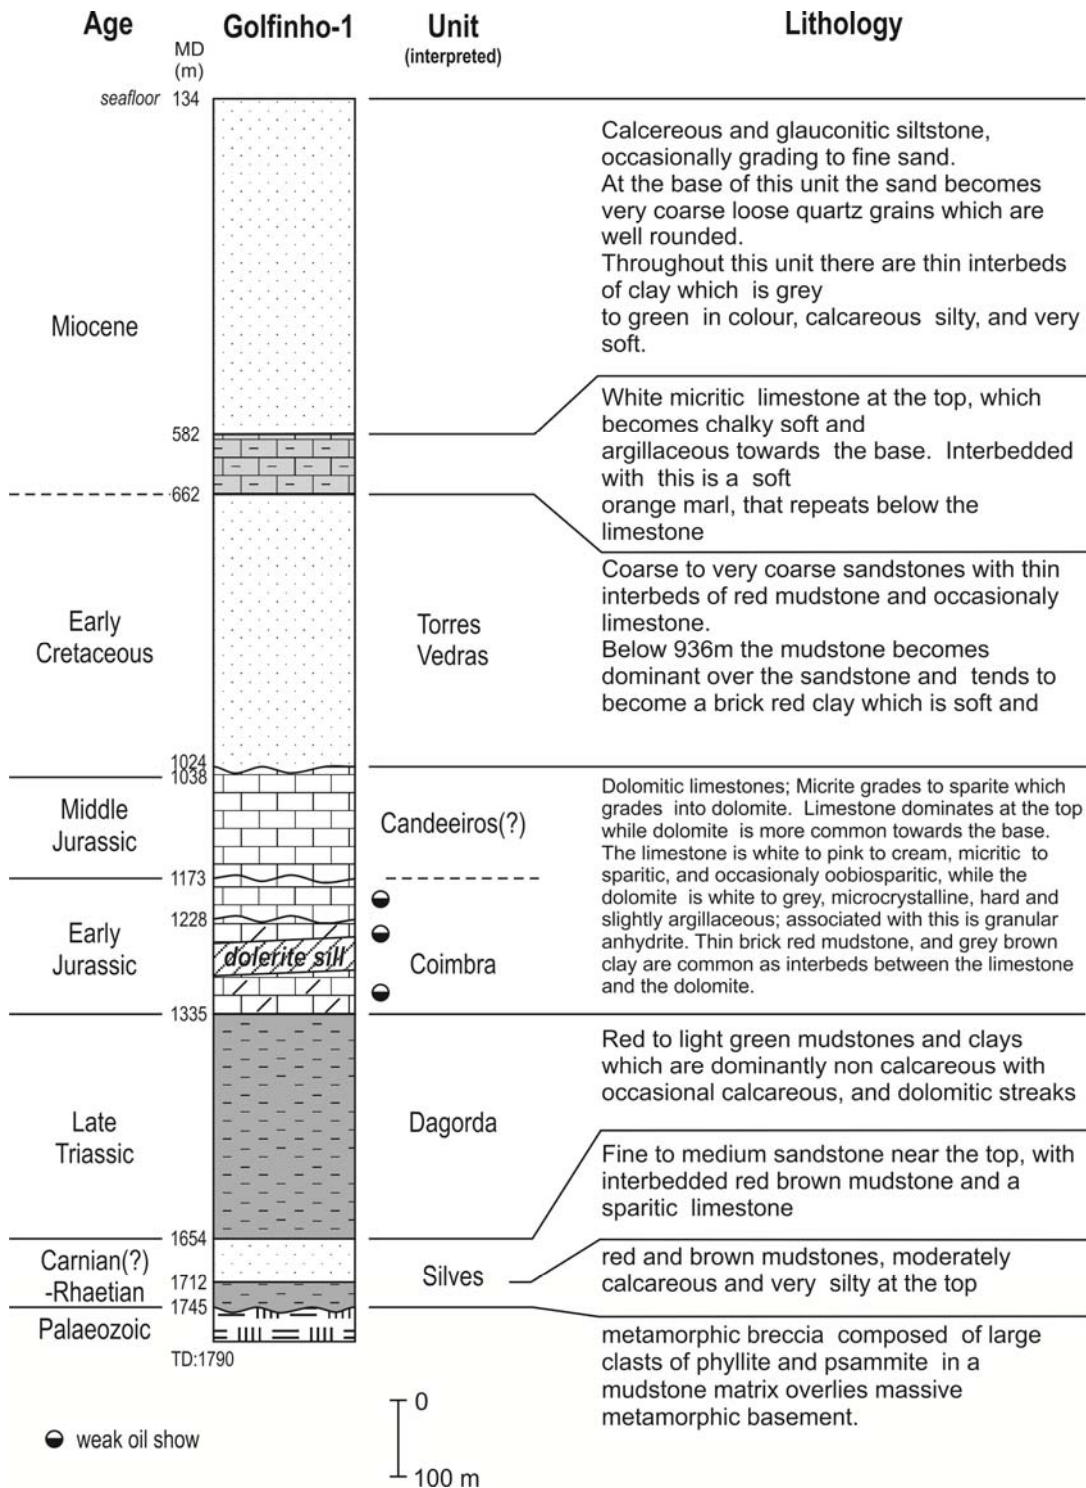 Age
Golfinho-1
Unit
(interpreted)
Lithology
MD
(m)
seafloor 134
Calcereous and glauconitic siltstone,
occasionally grading to fine sand.
At the base of this unit the sand becomes
very coarse loose quartz grains which are
well rounded.
Throughout this unit there are thin interbeds
of clay which is grey
to green in colour, calcareous silty, and very
soft.
Miocene
582
White micritic limestone at the top, which
becomes chalky soft and
argillaceous towards the base. Interbedded
with this is a soft
orange marl, that repeats below the
limestone
662
Early
Cretaceous
Torres
Vedras
Coarse to very coarse sandstones with thin
interbeds of red mudstone and occasionaly
limestone.
Below 936m the mudstone becomes
dominant over the sandstone and tends to
become a brick red clay which is soft and
1024
1038
Middle
Jurassic
Candeeiros(?)
Dolomitic limestones; Micrite grades to sparite which
grades into dolomite. Limestone dominates at the top
while dolomite is more common towards the base.
The limestone is white to pink to cream, micritic to
sparitic, and occasionaly oobiosparitic, while the
dolomite is white to grey, microcrystalline, hard and
slightly argillaceous; associated with this is granular
anhydrite. Thin brick red mudstone, and grey brown
clay are common as interbeds between the limestone
and the dolomite.
1173
1228
Early
Jurassic
dolerite sill
Coimbra
1335
Late
Triassic
Dagorda
Red to light green mudstones and clays
which are dominantly non calcareous with
occasional calcareous, and dolomitic streaks
Fine to medium sandstone near the top, with
interbedded red brown mudstone and a
sparitic limestone
1654
Carnian(?)
-Rhaetian
1712
Silves
red and brown mudstones, moderately
calcareous and very silty at the top
1745
Palaeozoic
TD:1790
metamorphic breccia composed of large
clasts of phyllite and psammite in a
mudstone matrix overlies massive
metamorphic basement.
weak oil show
0
100 m